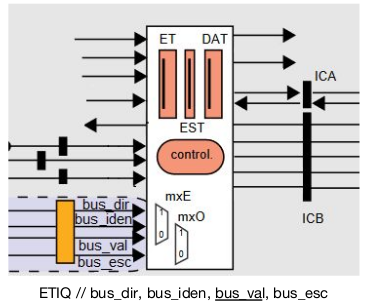 ET DAT
ICA
EST
control.
mxE
bus_dir
mxO
bus_iden
1
1
ICB
0
bus_val
0
bus_esc
ETIQ // bus_dir, bus_iden, bus_val, bus_esc